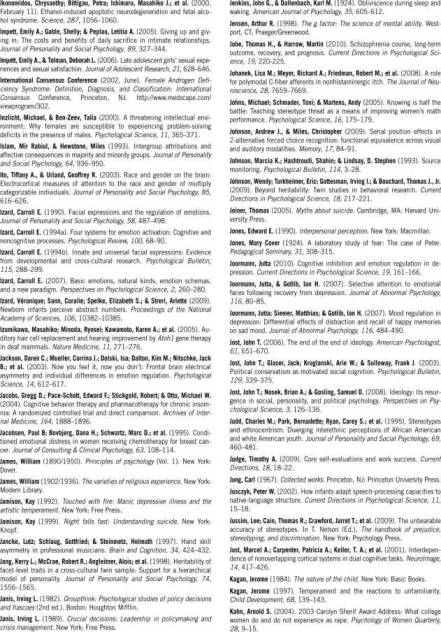 Ikonomidou, Chrysanthy; Bittigau, Petra; Ishimaru, Masahiko J.; et al. (2000,
February 11). Ethanol-induced apoptotic neurodegeneration and fetal alco-
hol syndrome. Science, 287, 1056–1060.
Impett, Emily A.; Gable, Shelly; & Peplau, Letitia A. (2005). Giving up and giv-
ing in: The costs and benefits of daily sacrifice in intimate relationships.
Journal of Personality and Social Psychology, 89, 327–344.
Impett, Emily A., & Tolman, Deborah L. (2006). Late adolescent girls' sexual expe-
riences and sexual satisfaction. Journal of Adolescent Research, 21, 628–646.
International Consensus Conference (2002, June). Female Androgen Defi-
ciency Syndrome: Definition, Diagnosis, and Classification: International
Consensus Conference, Princeton, NJ. http://www.medscape.com/
viewprogram/302.
Inzlicht, Michael, & Ben-Zeev, Talia (2000). A threatening intellectual envi-
ronment: Why females are susceptible to experiencing problem-solving
deficits in the presence of males. Psychological Science, 11, 365–371.
Islam, Mir Rabiul, & Hewstone, Miles (1993). Intergroup attributions and
affective consequences in majority and minority groups. Journal of Personality
and Social Psychology, 64, 936–950.
Ito, Tiffany A., & Urland, Geoffrey R. (2003). Race and gender on the brain:
Electrocortical measures of attention to the race and gender of multiply
categorizable individuals. Journal of Personality and Social Psychology, 85,
616–626.
Izard, Carroll E. (1990). Facial expressions and the regulation of emotions.
Journal of Personality and Social Psychology, 58, 487–498.
Izard, Carroll E. (1994a). Four systems for emotion activation: Cognitive and
noncognitive processes. Psychological Review, 100, 68–90.
Izard, Carroll E. (1994b). Innate and universal facial expressions: Evidence
from developmental and cross-cultural research. Psychological Bulletin,
115, 288–299.
Izard, Carroll E. (2007). Basic emotions, natural kinds, emotion schemas,
and a new paradigm. Perspectives on Psychological Science, 2, 260–280.
Izard, Véronique; Sann, Coralie; Spelke, Elizabeth S.; & Streri, Arlette (2009).
Newborn infants perceive abstract numbers. Proceedings of the National
Academy of Sciences, 106, 10382–10385.
Izumikawa, Masahiko; Minoda, Ryosei; Kawamoto, Karen A.; et al. (2005). Au-
ditory hair cell replacement and hearing improvement by Atoh1 gene therapy
in deaf mammals. Nature Medicine, 11, 271–276.
Jackson, Daren C.; Mueller, Corrina J.; Dolski, Isa; Dalton, Kim M.; Nitschke, Jack
B.; et al. (2003). Now you feel it, now you don't: Frontal brain electrical
asymmetry and individual differences in emotion regulation. Psychological
Science, 14, 612–617.
Jacobs, Gregg D.; Pace-Schott, Edward F.; Stickgold, Robert; & Otto, Michael W.
(2004). Cognitive behavior therapy and pharmacotherapy for chronic insom-
nia: A randomized controlled trial and direct comparison. Archives of Inter-
nal Medicine, 164, 1888–1896.
Jacobsen, Paul B; Bovbjerg, Dana H.; Schwartz, Marc D.; et al. (1995). Condi-
tioned emotional distress in women receiving chemotherapy for breast can-
cer. Journal of Consulting & Clinical Psychology, 63, 108–114.
James, William (1890/1950). Principles of psychology (Vol. 1). New York:
Dover.
James, William (1902/1936). The varieties of religious experience. New York:
Modern Library.
Jamison, Kay (1992). Touched with fire: Manic depressive illness and the
artistic temperament. New York: Free Press.
Jamison, Kay (1999). Night falls fast: Understanding suicide. New York:
Knopf.
Jancke, Lutz; Schlaug, Gottfried; & Steinmetz, Helmuth (1997). Hand skill
asymmetry in professional musicians. Brain and Cognition, 34, 424–432.
Jang, Kerry L.; McCrae, Robert R.; Angleitner, Alois; et al. (1998). Heritability of
facet-level traits in a cross-cultural twin sample: Support for a hierarchical
model of personality. Journal of Personality and Social Psychology, 74,
1556–1565.
Janis, Irving L. (1982). Groupthink: Psychological studies of policy decisions
and fiascoes (2nd ed.). Boston: Houghton Mifflin.
Janis, Irving L. (1989). Crucial decisions: Leadership in policymaking and
crisis management. New York: Free Press.
Jenkins, John G., & Dallenbach, Karl M. (1924). Obliviscence during sleep and
waking. American Journal of Psychology, 35, 605–612.
Jensen, Arthur R. (1998). The g factor: The science of mental ability. West-
port, CT: Praeger/Greenwood.
Jobe, Thomas H., & Harrow, Martin (2010). Schizophrenia course, long-term
outcome, recovery, and prognosis. Current Directions in Psychological Sci-
ence, 19, 220–225.
Johanek, Lisa M.; Meyer, Richard A.; Friedman, Robert M.; et al. (2008). A role
for polymodal C-fiber afferents in nonhistaminergic itch. The Journal of Neu-
roscience, 28, 7659–7669.
Johns, Michael; Schmader, Toni; & Martens, Andy (2005). Knowing is half the
battle: Teaching stereotype threat as a means of improving women's math
performance. Psychological Science, 16, 175–179.
Johnson, Andrew J., & Miles, Christopher (2009). Serial position effects in
2-alternative forced choice recognition: functional equivalence across visual
and auditory modalities. Memory, 17, 84–91.
Johnson, Marcia K.; Hashtroudi, Shahin; & Lindsay, D. Stephen (1993). Source
monitoring. Psychological Bulletin, 114, 3–28.
Johnson, Wendy; Turkheimer, Eric; Gottesman, Irving I.; & Bouchard, Thomas J., Jr.
(2009). Beyond heritability: Twin studies in behavioral research. Current
Directions in Psychological Science, 18, 217–221.
Joiner, Thomas (2005). Myths about suicide. Cambridge, MA: Harvard Uni-
versity Press.
Jones, Edward E. (1990). Interpersonal perception. New York: Macmillan.
Jones, Mary Cover (1924). A laboratory study of fear: The case of Peter.
Pedagogical Seminary, 31, 308–315.
Joormann, Jutta (2010). Cognitive inhibition and emotion regulation in de-
pression. Current Directions in Psychological Science, 19, 161–166.
Joormann, Jutta, & Gotlib, Ian H. (2007). Selective attention to emotional
faces following recovery from depression. Journal of Abnormal Psychology,
116, 80–85.
Joormann, Jutta; Siemer, Matthias; & Gotlib, Ian H. (2007). Mood regulation in
depression: Differential effects of distraction and recall of happy memories
on sad mood. Journal of Abnormal Psychology, 116, 484–490.
Jost, John T. (2006). The end of the end of ideology. American Psychologist,
61, 651–670.
Jost, John T.; Glaser, Jack; Kruglanski, Arie W.; & Sulloway, Frank J. (2003).
Political conservatism as motivated social cognition. Psychological Bulletin,
129, 339–375.
Jost, John T.; Nosek, Brian A.; & Gosling, Samuel D. (2008). Ideology: Its resur-
gence in social, personality, and political psychology. Perspectives on Psy-
chological Science, 3, 126–136.
Judd, Charles M.; Park, Bernadette; Ryan, Carey S.; et al. (1995). Stereotypes
and ethnocentrism: Diverging interethnic perceptions of African American
and white American youth. Journal of Personality and Social Psychology, 69,
460–481.
Judge, Timothy A. (2009). Core self-evaluations and work success. Current
Directions, 18, 18–22.
Jung, Carl (1967). Collected works. Princeton, NJ: Princeton University Press.
Jusczyk, Peter W. (2002). How infants adapt speech-processing capacities to
native-language structure. Current Directions in Psychological Science, 11,
15–18.
Jussim, Lee; Cain, Thomas R.; Crawford, Jarret T.; et al. (2009). The unbearable
accuracy of stereotypes. In T. Nelson (Ed.), The handbook of prejudice,
stereotyping, and discrimination. New York: Psychology Press.
Just, Marcel A.; Carpenter, Patricia A.; Keller, T. A.; et al. (2001). Interdepen-
dence of nonoverlapping cortical systems in dual cognitive tasks. NeuroImage,
14, 417–426.
Kagan, Jerome (1984). The nature of the child. New York: Basic Books.
Kagan, Jerome (1997). Temperament and the reactions to unfamiliarity.
Child Development, 68, 139–143.
Kahn, Arnold S. (2004). 2003 Carolyn Sherif Award Address: What college
women do and do not experience as rape. Psychology of Women Quarterly,
28, 9–15.